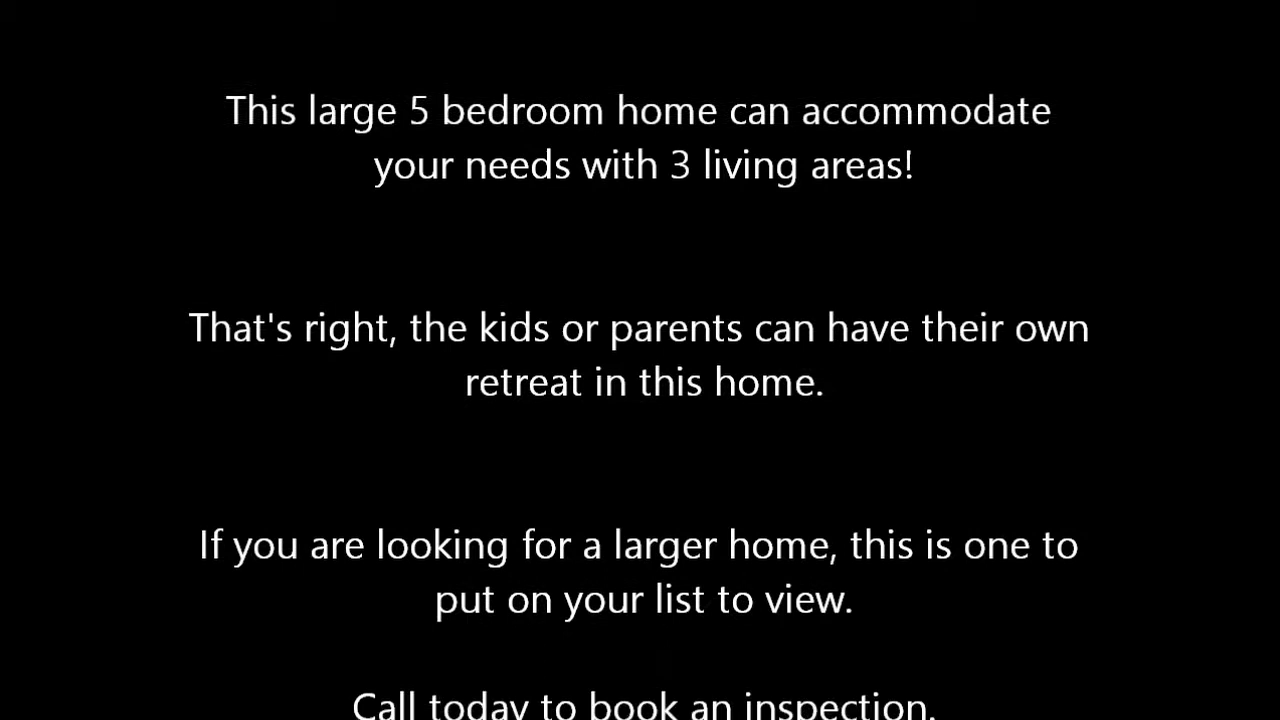 This large 5 bedroom home can accommodate
your needs with 3 living areas!
That's right, the kids or parents can have their own
retreat in this home.
If you are looking for a larger home, this is one to
put on your list to view.
Call today to book an inspection.